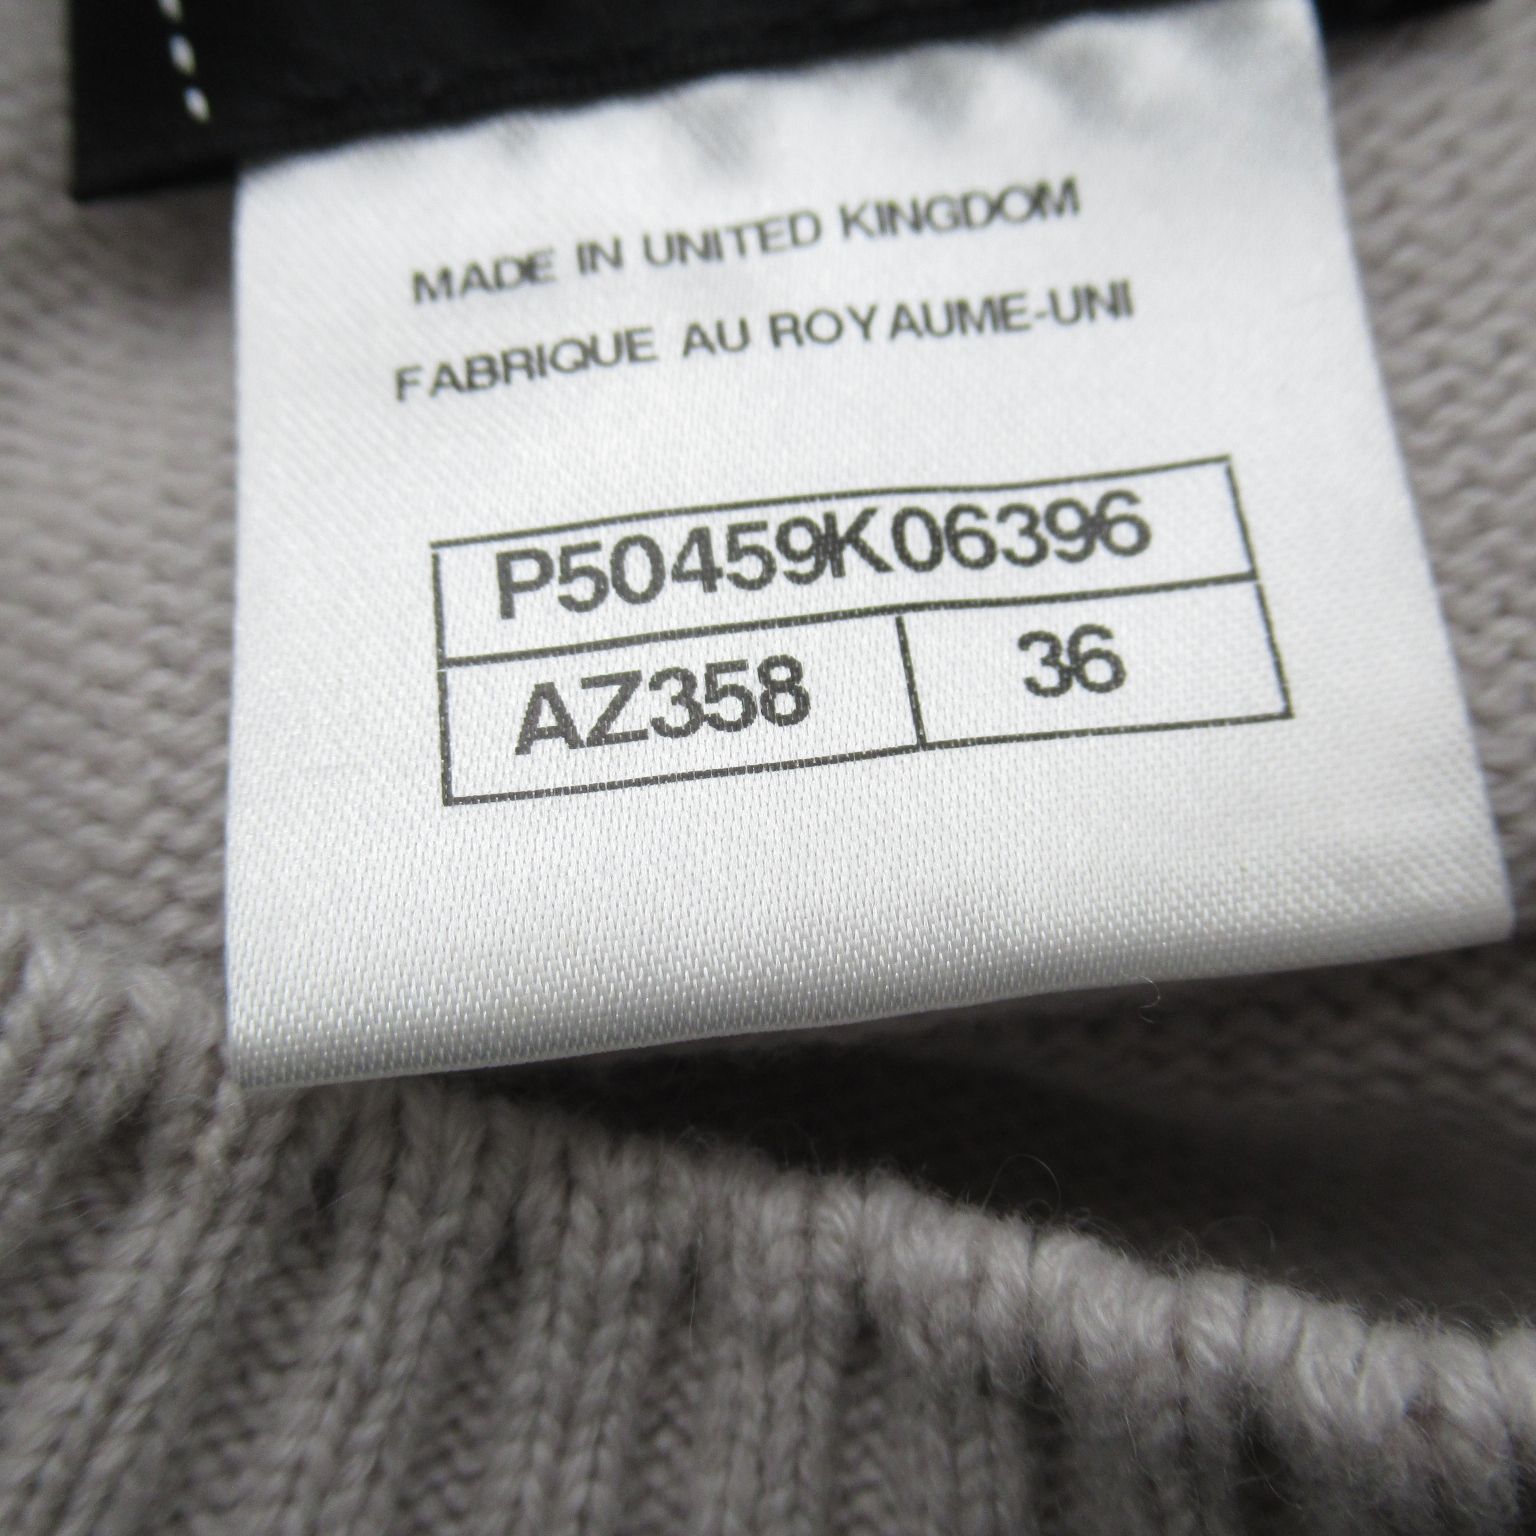 MADE IN UNITED KINGDOM
FABRIQUE AU ROYAUME-UNI
P50459K06396
AZ358 36